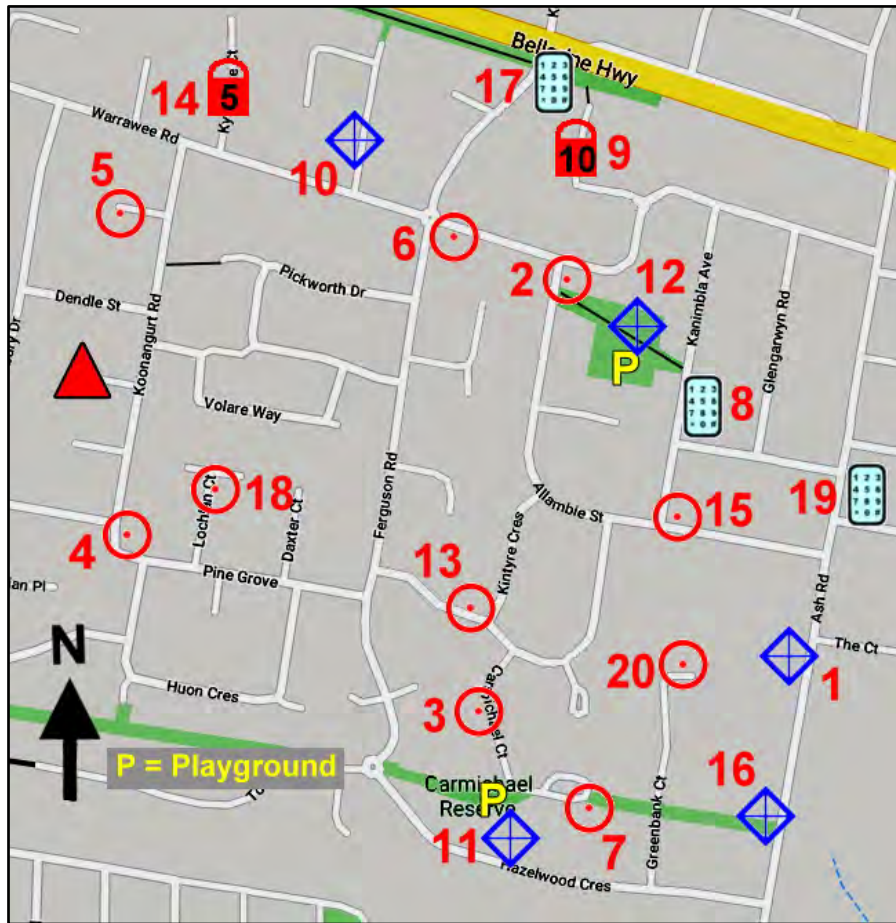 Bellarine Hwy
17
14
5
10
9
Warrawee Rd
10
5
6
2
12
Kanimbla Ave
Pickworth Dr
Dendle St
Koonangurt Rd
Glengarwyn Rd
P
8
Volare Way
Ferguson Rd
18
Lochlan Ct
Daxter Ct
19
Allambie St
15
4
Kintyre Cres
13
Pine Grove
Ash Rd
The Ct
N
20
1
Huon Cres
3
Carmichael Ct
P = Playground
16
P
Carmichael
Reserve
11
7
Greenbank Ct
Hazelwood Cres